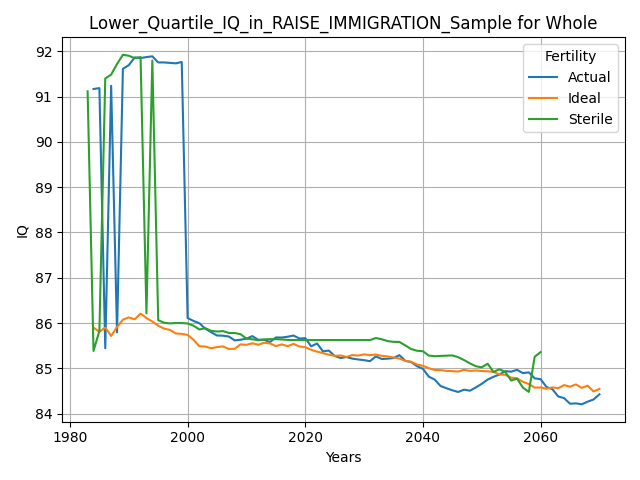 Lower_Quartile_IQ_in_RAISE_IMMIGRATION_Sample for Whole
Fertility
Actual
Ideal
Sterile
92
91
90
89
88
87
86
85
84
IQ
1980
2000
2020
2040
2060
Years